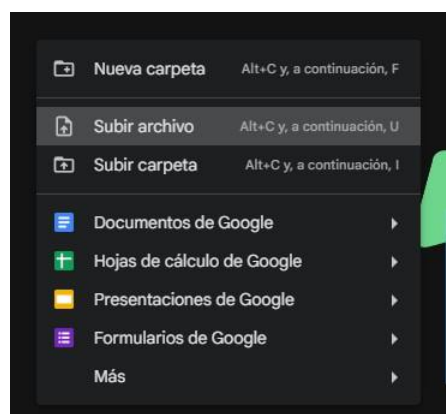 Nueva carpeta Alt+C y, a continuación, F
Subir archivo Alt+C y, a continuación, U
Subir carpeta Alt+C y, a continuación, I
Documentos de Google
Hojas de cálculo de Google
Presentaciones de Google
Formularios de Google
Más